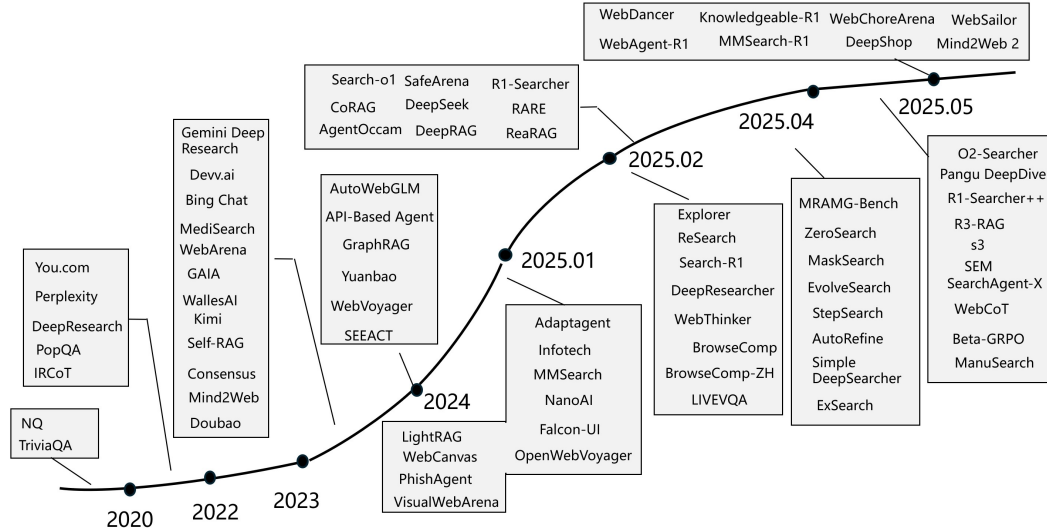 NQ
TriviaQA
2020
You.com
Perplexity
DeepResearch
PopQA
IRCoT
2022
Gemini Deep
Research
Devv.ai
Bing Chat
MediSearch
WebArena
GAIA
WallesAI
Kimi
Self-RAG
Consensus
Mind2Web
Doubao
2023
AutoWebGLM
API-Based Agent
GraphRAG
Yuanbao
WebVoyager
SEEACT
2024
LightRAG
WebCanvas
PhishAgent
VisualWebArena
2025.01
Adaptagent
Infotech
MMSearch
NanoAI
Falcon-UI
OpenWebVoyager
Search-o1 SafeArena R1-Searcher
CoRAG DeepSeek RARE
AgentOccam DeepRAG ReaRAG
2025.02
Explorer
ReSearch
Search-R1
DeepResearcher
WebThinker
BrowseComp
BrowseComp-ZH
LIVEVQA
2025.04
MRAMG-Bench
ZeroSearch
MaskSearch
EvolveSearch
StepSearch
AutoRefine
Simple
DeepSearcher
ExSearch
WebDancer Knowledgeable-R1 WebChoreArena WebSailor
WebAgent-R1 MMSearch-R1 DeepShop Mind2Web 2
2025.05
O2-Searcher
Pangu DeepDive
R1-Searcher++
R3-RAG
s3
SEM
SearchAgent-X
WebCoT
Beta-GRPO
ManuSearch